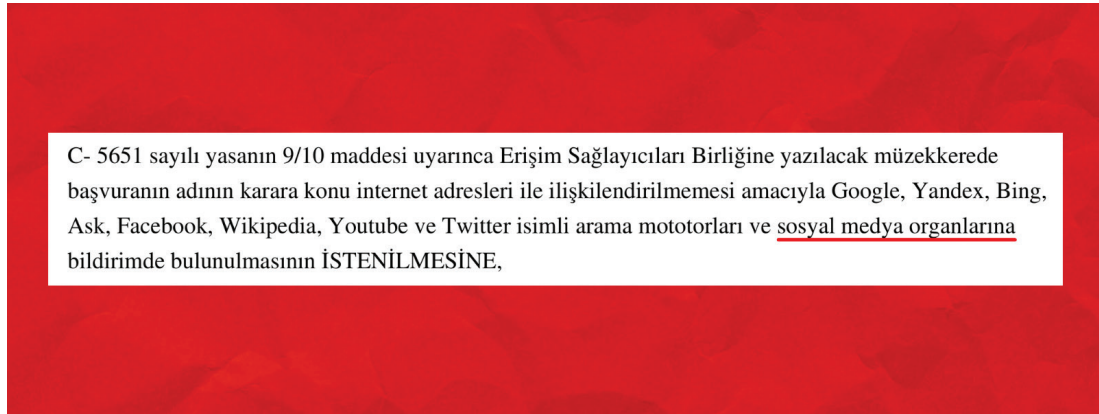 C- 5651 sayılı yasanın 9/10 maddesi uyarınca Erişim Sağlayıcıları Birliğine yazılacak müzekkerede
başvuranın adının karara konu internet adresleri ile ilişkilendirilmemesi amacıyla Google, Yandex, Bing,
Ask, Facebook, Wikipedia, Youtube ve Twitter isimli arama mototorları ve sosyal medya organlarına
bildirimde bulunulmasının İSTENİLMESİNE,